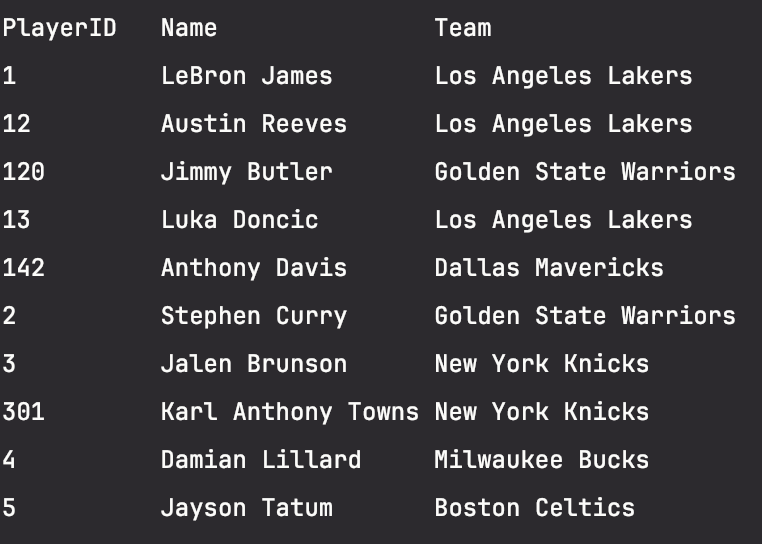 PlayerID Name Team
1 LeBron James Los Angeles Lakers
12 Austin Reeves Los Angeles Lakers
120 Jimmy Butler Golden State Warriors
13 Luka Doncic Los Angeles Lakers
142 Anthony Davis Dallas Mavericks
2 Stephen Curry Golden State Warriors
3 Jalen Brunson New York Knicks
301 Karl Anthony Towns New York Knicks
4 Damian Lillard Milwaukee Bucks
5 Jayson Tatum Boston Celtics